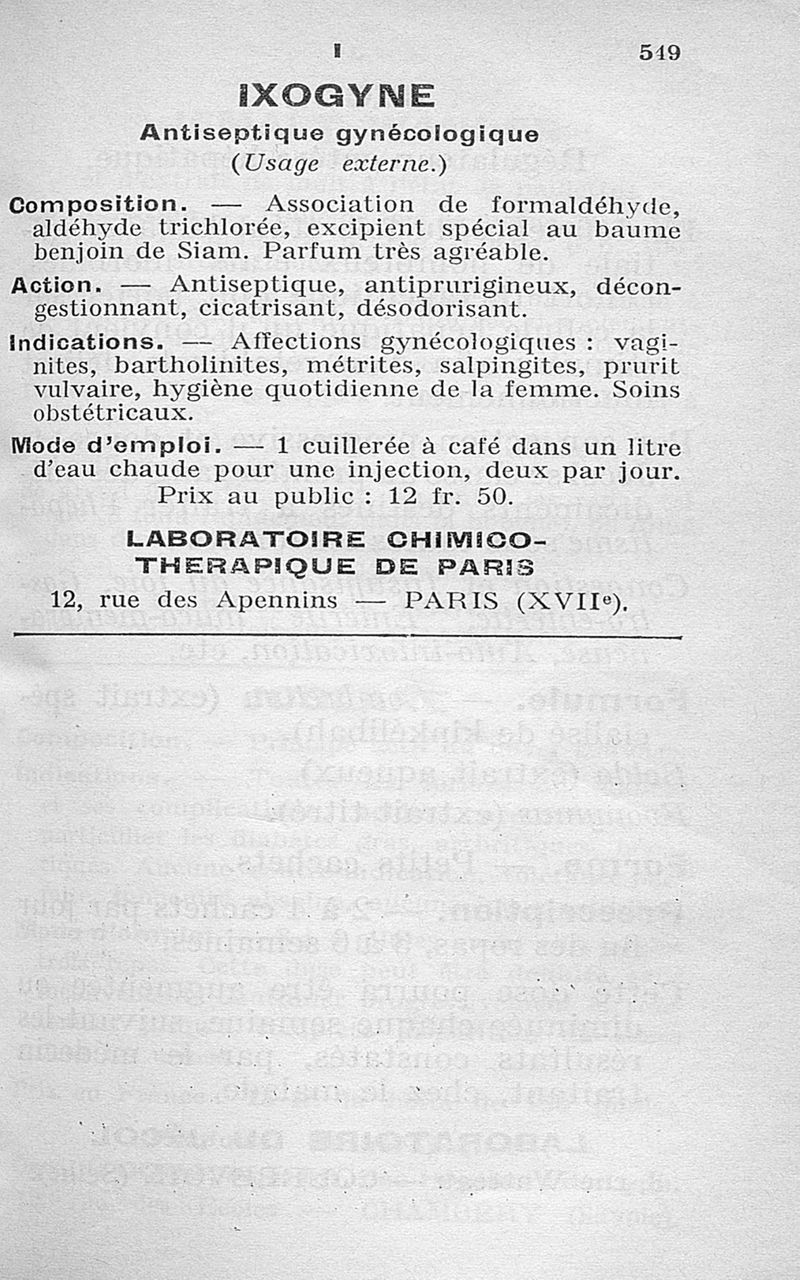 I 549
IXOGYNE
Antiseptique gynécologique
(Usage externe.)
Composition. — Association de formaldéhyde,
aldéhyde trichlorée, excipient spécial au baume
benjoin de Siam. Parfum très agréable.
Action. — Antiseptique, antiprurigineux, décon-
gestionnant, cicatrisant, désodorisant.
Indications. — Affections gynécologiques : vagi-
nites, bartholinites, métrites, salpingites, prurit
vulvaire, hygiène quotidienne de la femme. Soins
obstétricaux.
Mode d'emploi. — 1 cuillerée à café dans un litre
d'eau chaude pour une injection, deux par jour.
Prix au public : 12 fr. 50.
LABORATOIRE CHIMICO-
THERAPIQUE DE PARIS
12, rue des Apennins — PARIS (XVIIe).